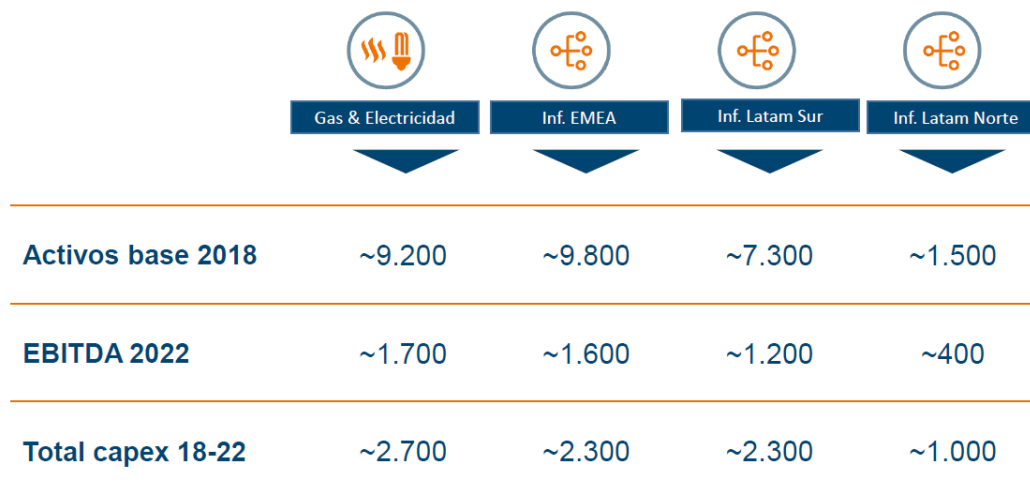 Gas & Electricidad Inf. EMEA Inf. Latam Sur Inf. Latam Norte
Activos base 2018 ~9.200 ~9.800 ~7.300 ~1.500
EBITDA 2022 ~1.700 ~1.600 ~1.200 ~400
Total capex 18-22 ~2.700 ~2.300 ~2.300 ~1.000